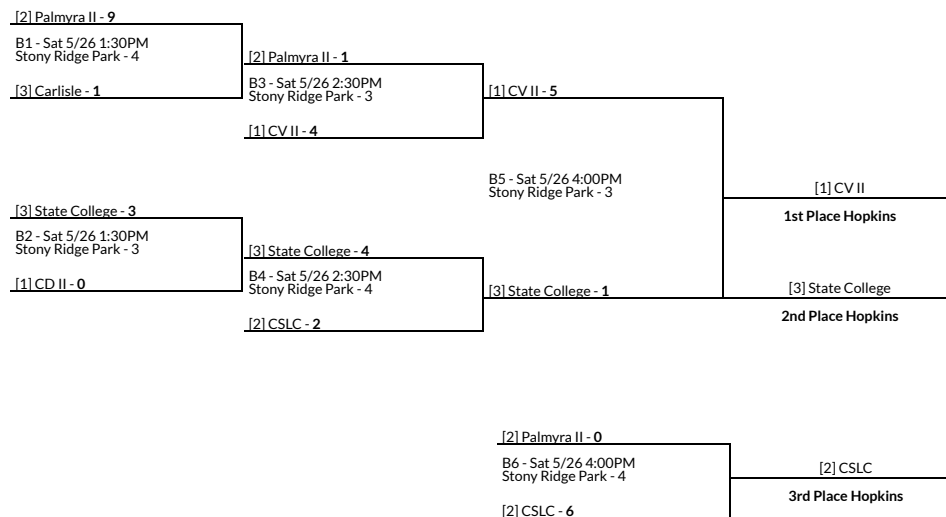 [2] Palmyra II - 9
B1 - Sat 5/26 1:30PM
Stony Ridge Park - 4
[3] Carlisle - 1
[2] Palmyra II - 1
B3 - Sat 5/26 2:30PM
Stony Ridge Park - 3
[1] CV II - 4
[1] CV II - 5
B5 - Sat 5/26 4:00PM
Stony Ridge Park - 3
[1] CV II
1st Place Hopkins
[3] State College - 3
B2 - Sat 5/26 1:30PM
Stony Ridge Park - 3
[1] CD II - 0
[3] State College - 4
B4 - Sat 5/26 2:30PM
Stony Ridge Park - 4
[2] CSLC - 2
[3] State College - 1
[3] State College
2nd Place Hopkins
[2] Palmyra II - 0
B6 - Sat 5/26 4:00PM
Stony Ridge Park - 4
[2] CSLC - 6
[2] CSLC
3rd Place Hopkins